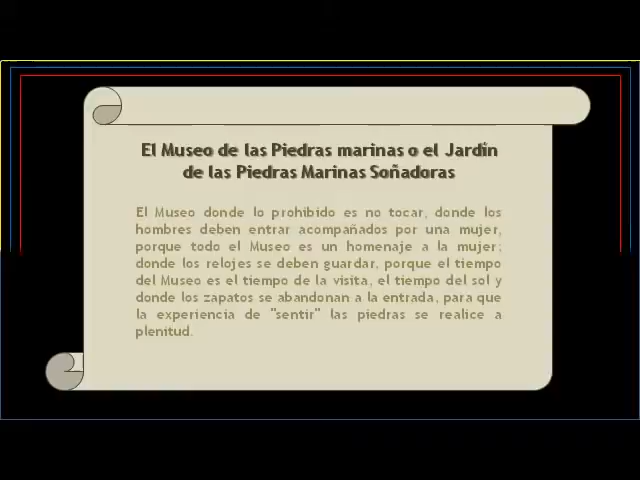 El Museo de las Piedras marinas o el Jardín
de las Piedras Marinas Soñadoras
El Museo donde lo prohibido es no tocar, donde los
hombres deben entrar acompañados por una mujer,
porque todo el Museo es un homenaje a la mujer;
donde los relojes se deben guardar, porque el tiempo
del Museo es el tiempo de la visita, el tiempo del sol y
donde los zapatos se abandonan a la entrada, para que
la experiencia de "sentir" las piedras se realice a
plenitud.